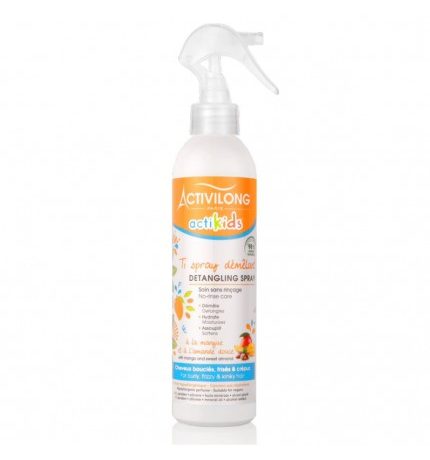 ACTIVILONG
PARIS
actikids
Ti spray démêlant
DETANGLING SPRAY
Soin sans rinçage
No-rinse care
• Démêle
Detangles
• Hydrate
Moisturizes
• Assouplit
Softens
à la mangue
et à l'amande douce
with mango and sweet almond
Cheveux bouclés, frisés & crépus
For curly, frizzy & kinky hair